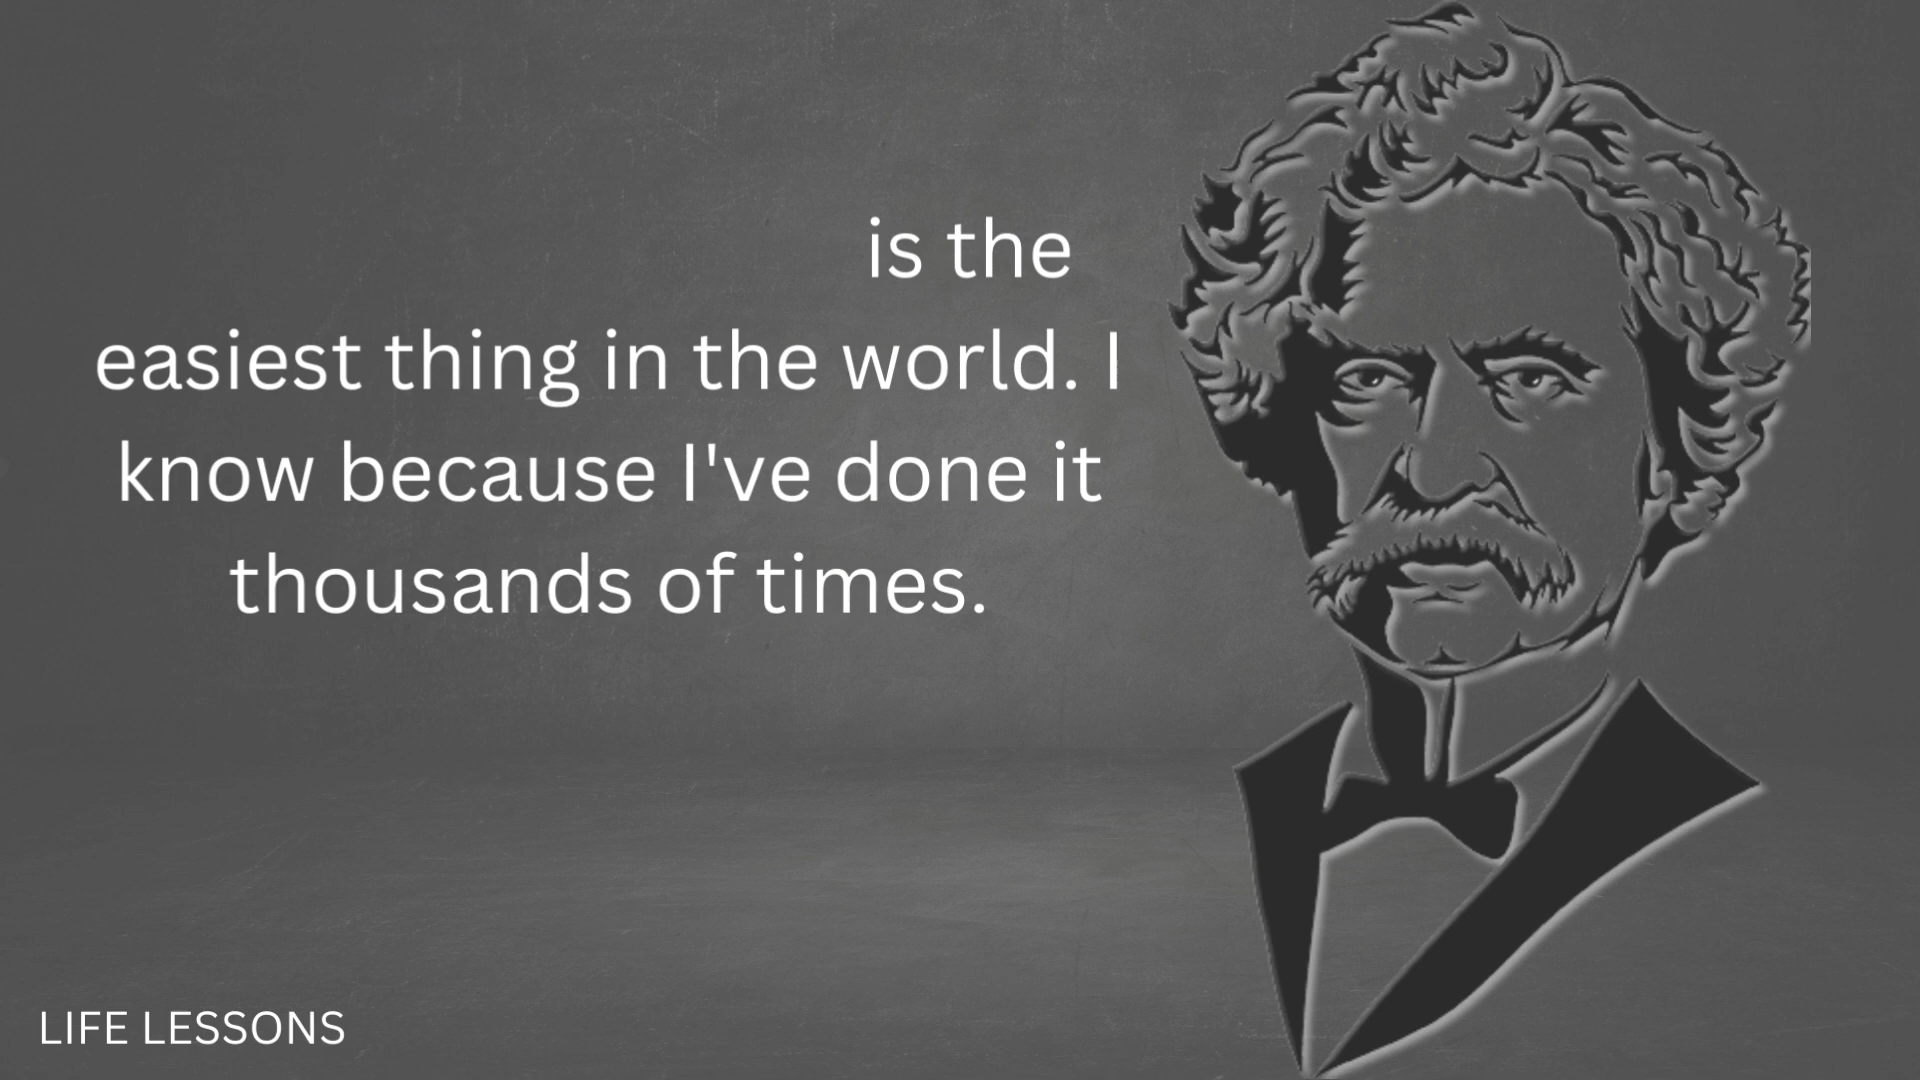 is the
easiest thing in the world. I
know because I've done it
thousands of times.
LIFE LESSONS